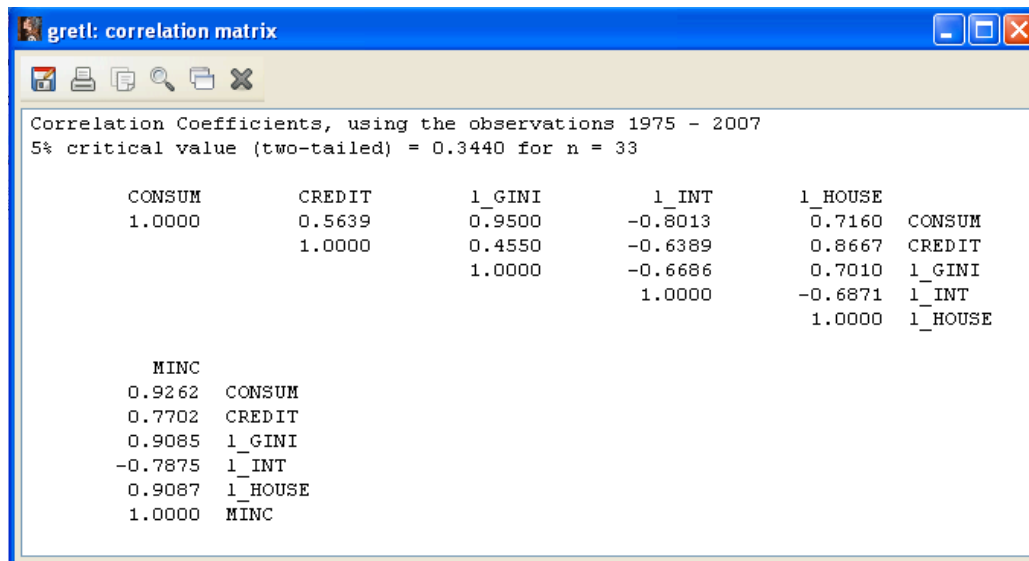 gretl: correlation matrix
Correlation Coefficients, using the observations 1975 - 2007
5% critical value (two-tailed) = 0.3440 for n = 33
CONSUM CREDIT l_GINI l_INT l_HOUSE
1.0000 0.5639 0.9500 -0.8013 0.7160 CONSUM
1.0000 0.4550 -0.6389 0.8667 CREDIT
1.0000 -0.6686 0.7010 l_GINI
1.0000 -0.6871 l_INT
1.0000 l_HOUSE
MINC
0.9262 CONSUM
0.7702 CREDIT
0.9085 l_GINI
-0.7875 l_INT
0.9087 l_HOUSE
1.0000 MINC